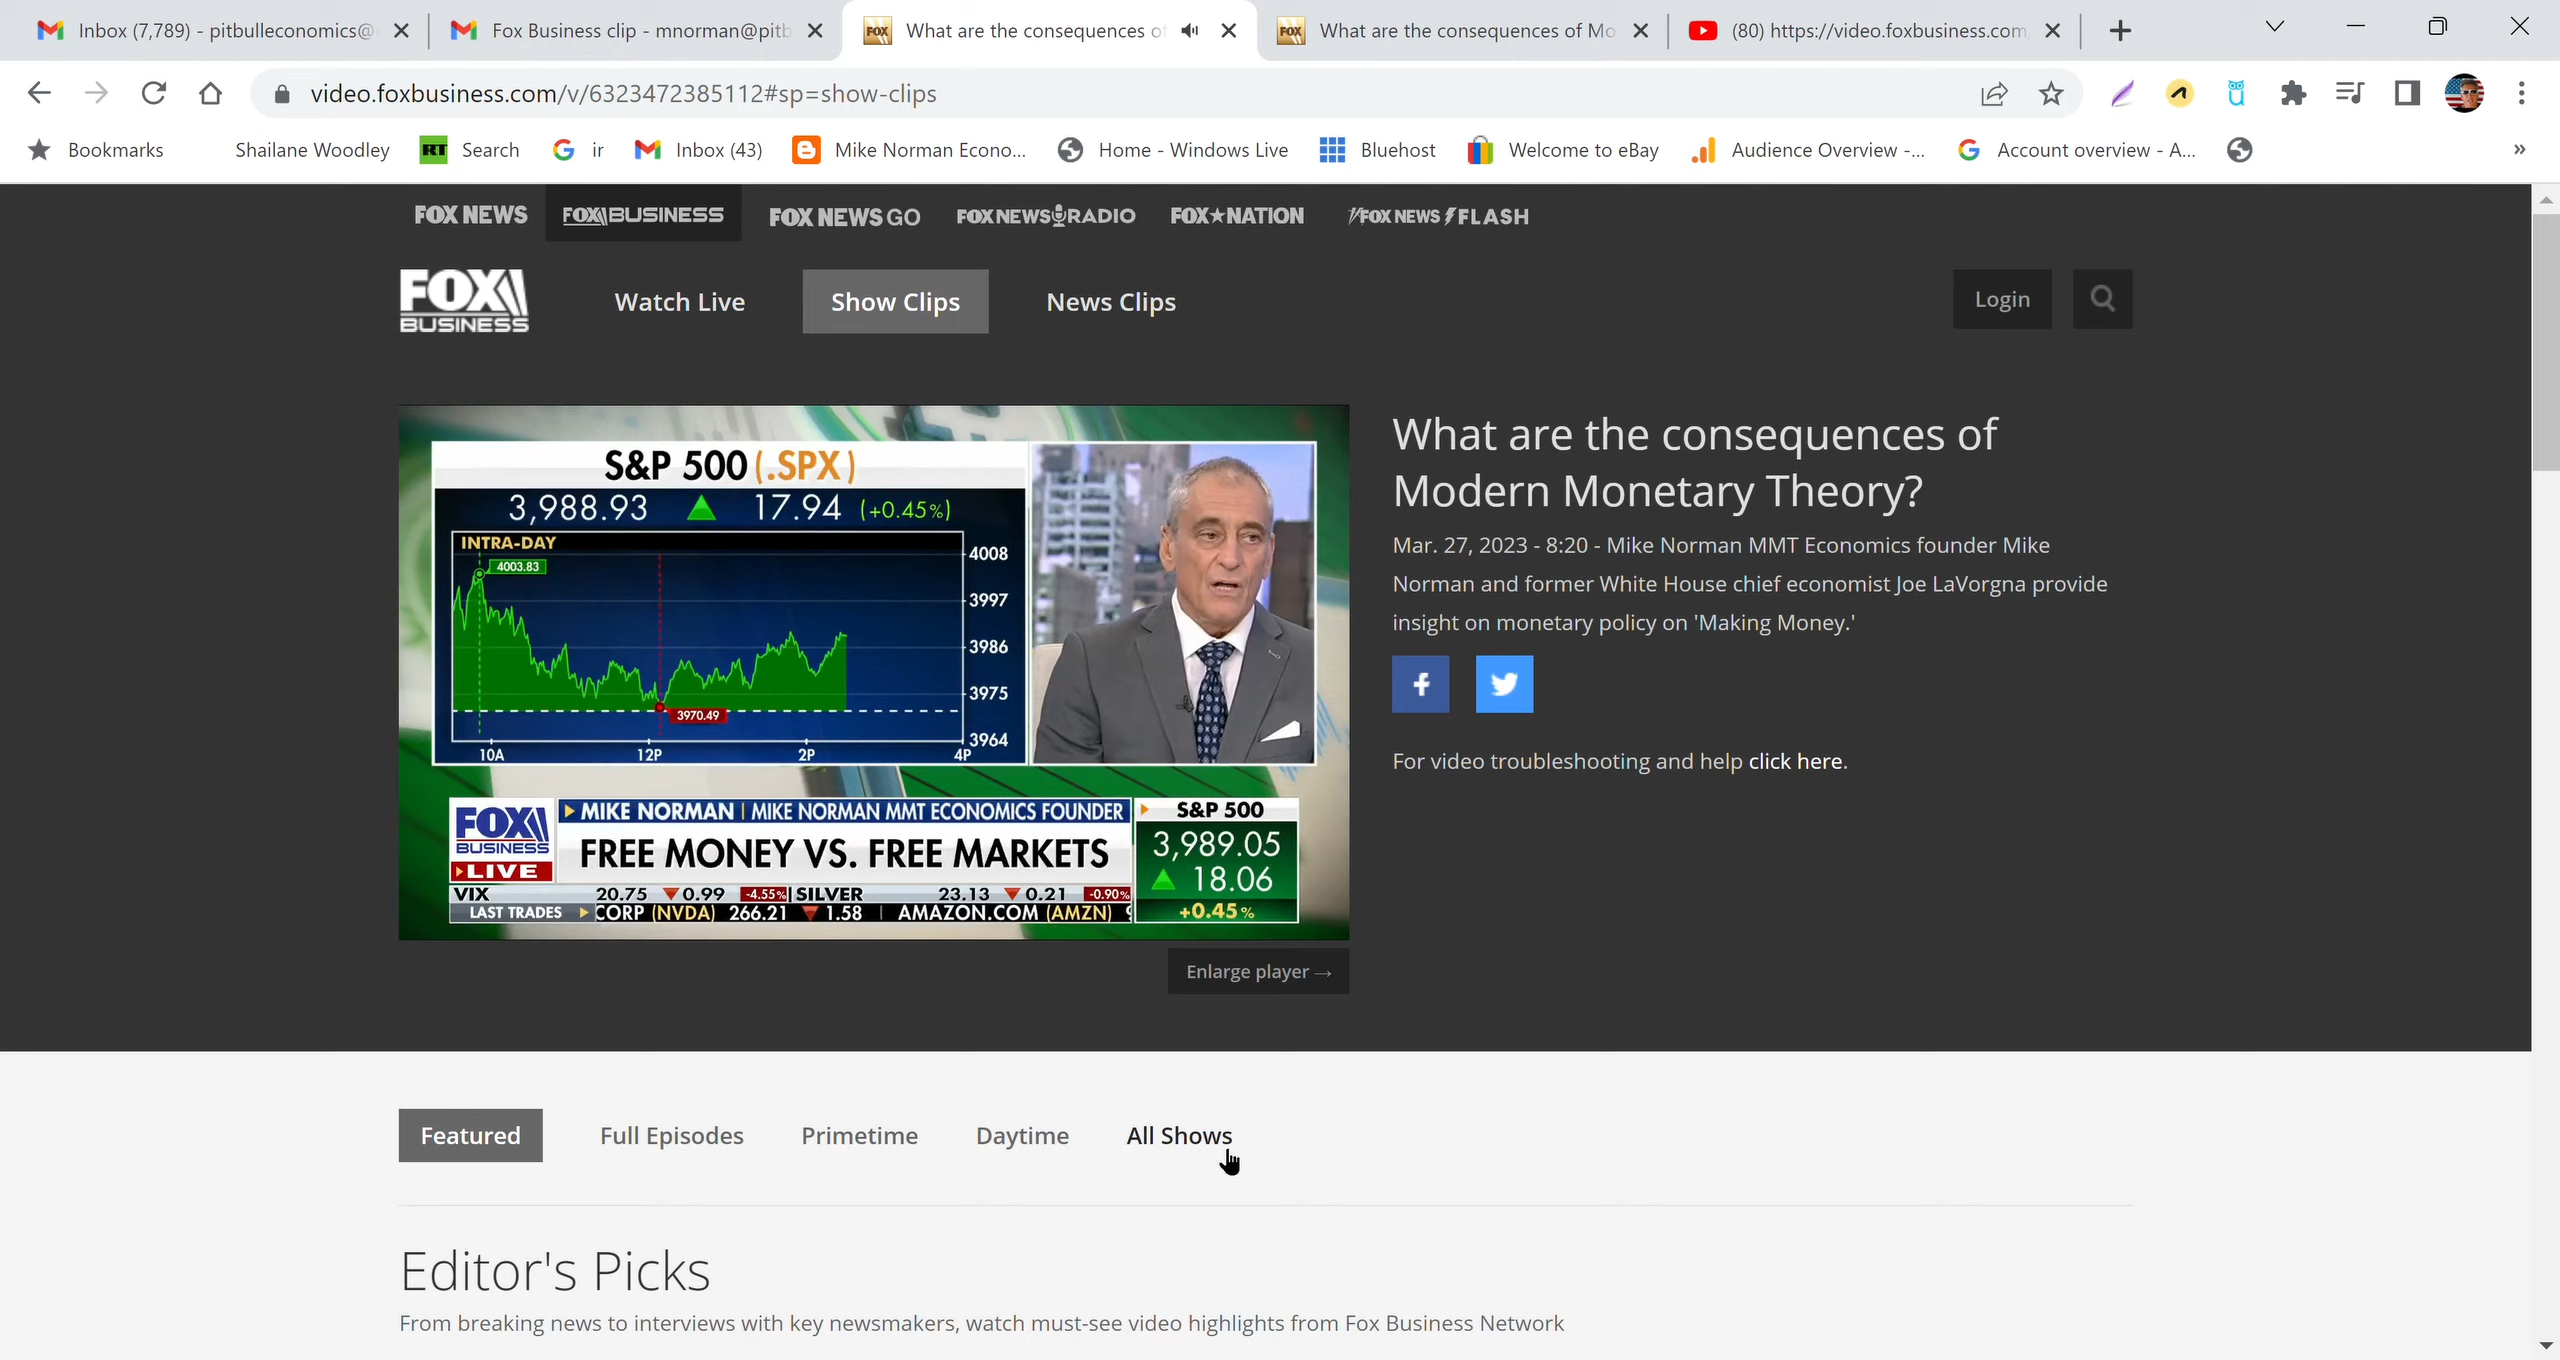 Inbox (7,789) - pitbulleconomics@
Fox Business clip - mnorman@pitb
What are the consequences o
What are the consequences of Mo
(80) https://video.foxbusiness.com
video.foxbusiness.com/v/6323472385112#sp=show-clips
Bookmarks
Shailane Woodley
RT Search
ir
Inbox (43)
Mike Norman Econo...
Home - Windows Live
Bluehost
Welcome to eBay
Audience Overview -...
Account overview - A...
»
FOX NEWS
FOX BUSINESS
FOX NEWS GO
FOX NEWS RADIO
FOX NATION
FOX NEWS FLASH
FOX BUSINESS
Watch Live
Show Clips
News Clips
Login
S&P 500 (.SPX)
3,988.93 ▲ 17.94 (+0.45%)
INTRA-DAY
4003.83
3970.49
4008
3997
3986
3975
3964
10A 12P 2P 4P
FOX BUSINESS
LIVE
MIKE NORMAN | MIKE NORMAN MMT ECONOMICS FOUNDER
FREE MONEY VS. FREE MARKETS
S&P 500
3,989.05
▲ 18.06
+0.45%
VIX 20.75 ▼0.99 -4.55% SILVER 23.13 ▼0.21 -0.90%
LAST TRADES CORP (NVDA) 266.21 ▼ 1.58 | AMAZON.COM (AMZN)
Enlarge player →
What are the consequences of
Modern Monetary Theory?
Mar. 27, 2023 - 8:20 - Mike Norman MMT Economics founder Mike
Norman and former White House chief economist Joe LaVorgna provide
insight on monetary policy on 'Making Money.'
For video troubleshooting and help click here.
Featured
Full Episodes
Primetime
Daytime
All Shows
Editor's Picks
From breaking news to interviews with key newsmakers, watch must-see video highlights from Fox Business Network